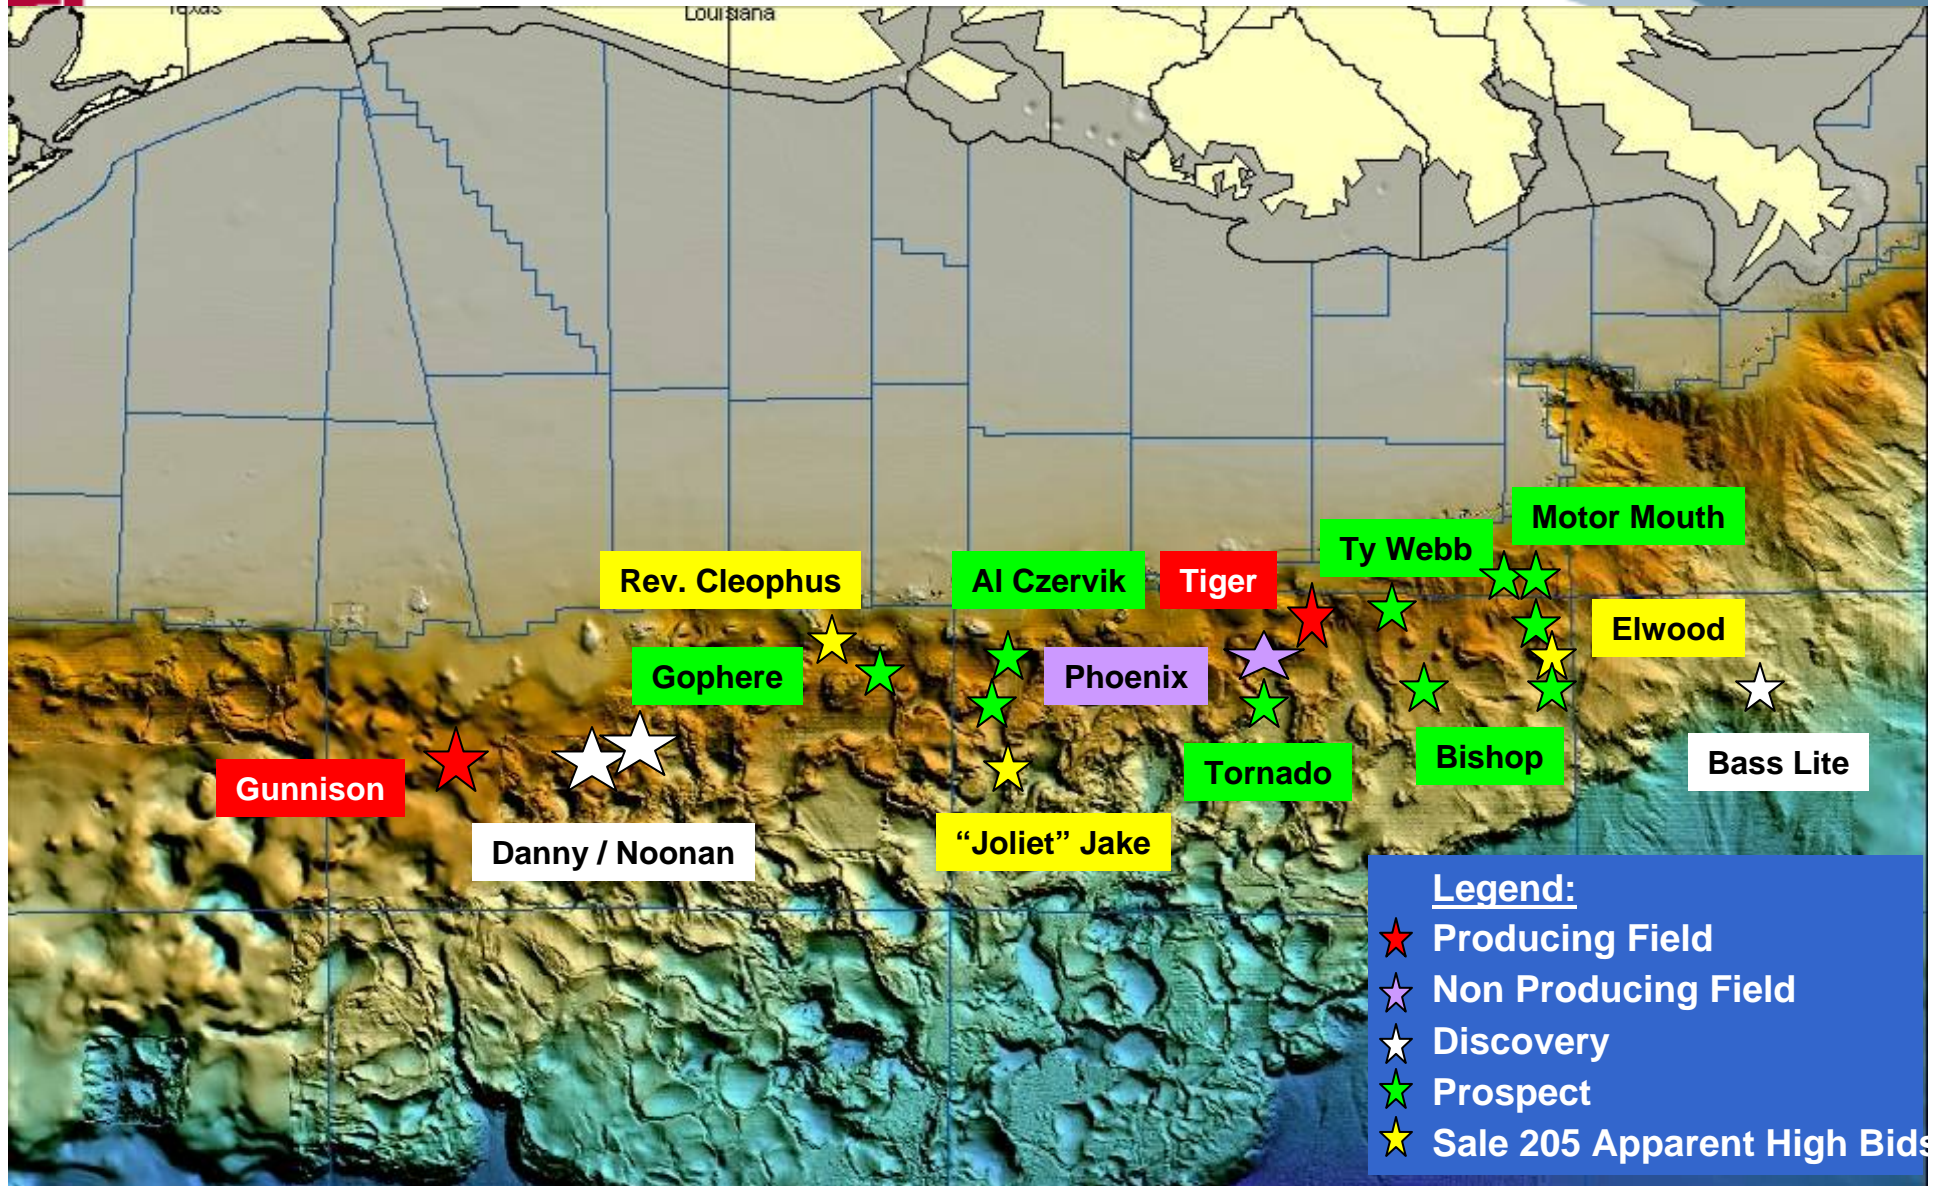 Texas
Louisiana
Motor Mouth
Ty Webb
Rev. Cleophus
Al Czervik
Tiger
Elwood
Gophere
Phoenix
Bishop
Bass Lite
Tornado
Gunnison
"Joliet" Jake
Danny / Noonan
Legend:
Producing Field
Non Producing Field
Discovery
Prospect
Sale 205 Apparent High Bids